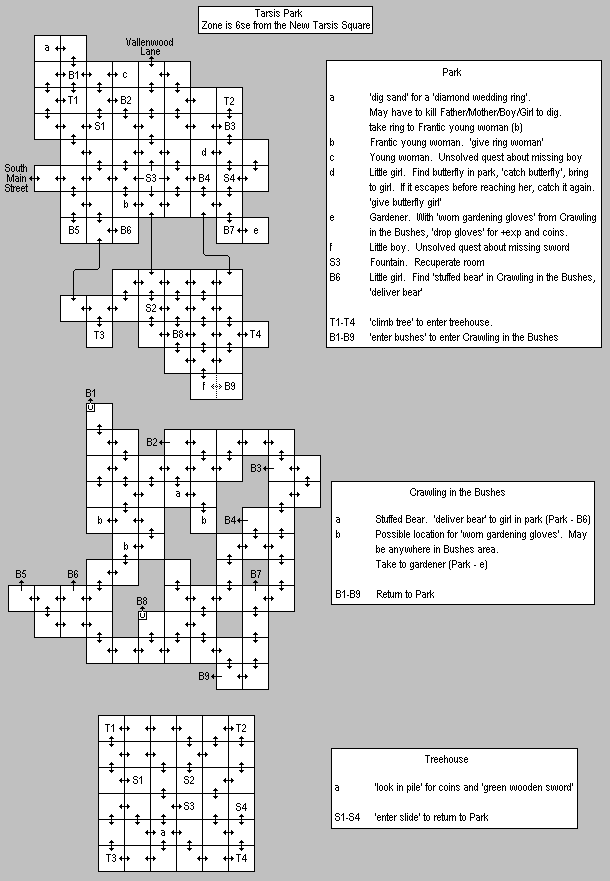 Tarsis Park
Zone is 6se from the New Tarsis Square
Vallenwood
Lane
a
B1
c
T1
B2
T2
S1
B3
d
South
Main
Street
S3
B4
S4
b
B5
B6
B7
e
S2
T3
B8
T4
f
B9
Park
a 'dig sand' for a 'diamond wedding ring'.
May have to kill Father/Mother/Boy/Girl to dig.
take ring to Frantic young woman (b)
b Frantic young woman. 'give ring woman'
c Young woman. Unsolved quest about missing boy
d Little girl. Find butterfly in park, 'catch butterfly', bring
to girl. If it escapes before reaching her, catch it again.
'give butterfly girl'
e Gardener. With 'worn gardening gloves' from Crawling
in the Bushes, 'drop gloves' for +exp and coins.
f Little boy. Unsolved quest about missing sword
S3 Fountain. Recuperate room
B6 Little girl. Find 'stuffed bear' in Crawling in the Bushes,
'deliver bear'
T1-T4 'climb tree' to enter treehouse.
B1-B9 'enter bushes' to enter Crawling in the Bushes
B1
U
B2
B3
a
b
b
B4
b
B5
B6
B7
B8
U
B9
Crawling in the Bushes
a Stuffed Bear. 'deliver bear' to girl in park (Park - B6)
b Possible location for 'worn gardening gloves'. May
be anywhere in Bushes area.
Take to gardener (Park - e)
B1-B9 Return to Park
T1
T2
S1
S2
S3
S4
a
T3
T4
Treehouse
a 'look in pile' for coins and 'green wooden sword'
S1-S4 'enter slide' to return to Park